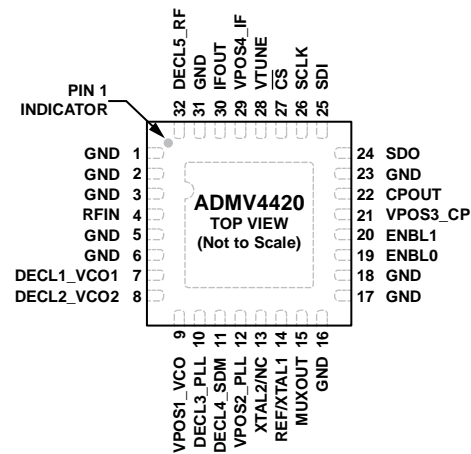 32 DECL5_RF
31 GND
30 IFOUT
29 VPOS4_IF
28 VTUNE
27 CS
26 SCLK
25 SDI
PIN 1
INDICATOR
GND 1
GND 2
GND 3
RFIN 4
GND 5
GND 6
DECL1_VCO1 7
DECL2_VCO2 8
ADMV4420
TOP VIEW
(Not to Scale)
24 SDO
23 GND
22 CPOUT
21 VPOS3_CP
20 ENBL1
19 ENBL0
18 GND
17 GND
VPOS1_VCO 9
DECL3_PLL 10
DECL4_SDM 11
VPOS2_PLL 12
XTAL2/NC 13
REF/XTAL1 14
MUXOUT 15
GND 16